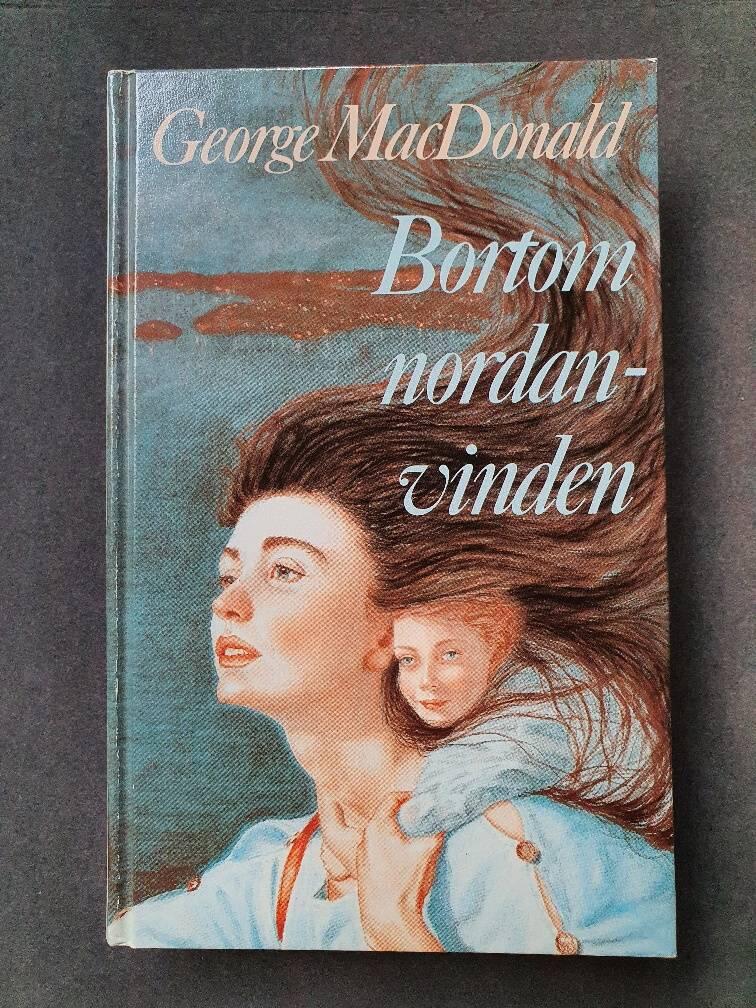 George MacDonald
Bortom
nordan-
vinden